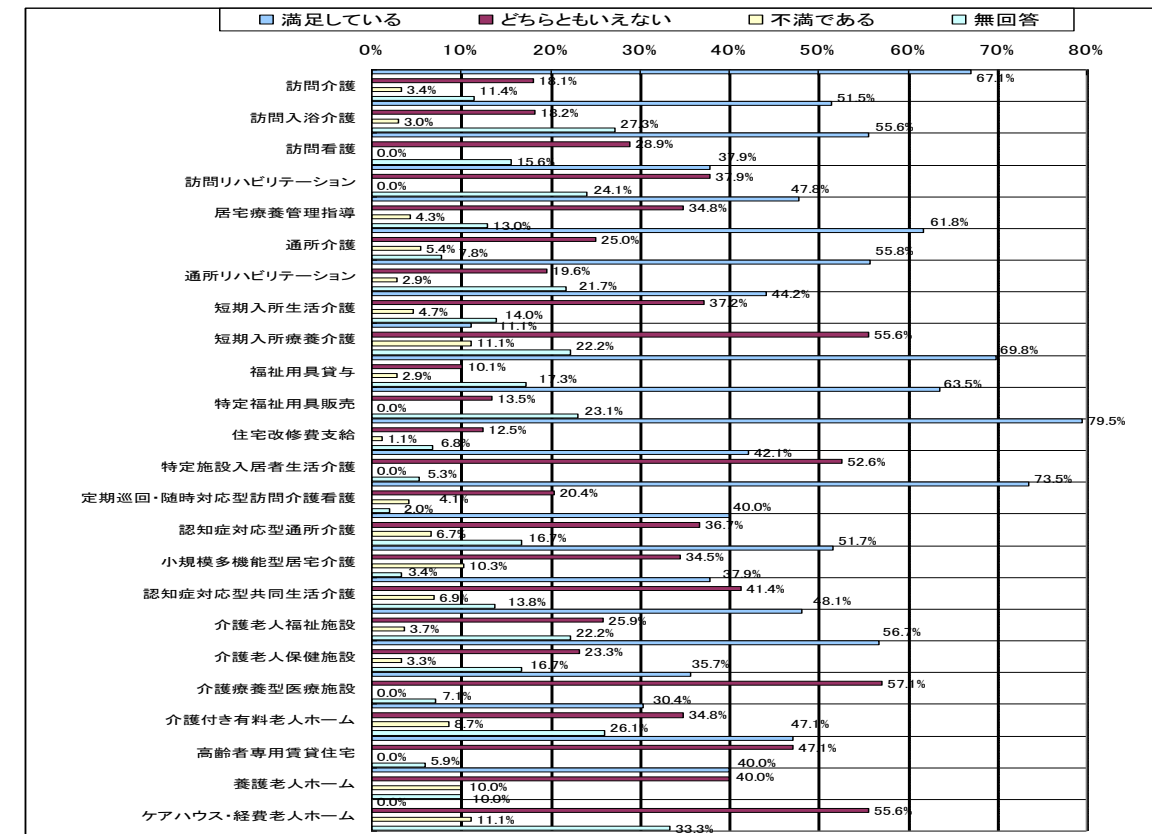 満足している どちらともいえない 不満である 無回答
0% 10% 20% 30% 40% 50% 60% 70% 80%
67.1%
訪問介護 18.1%
3.4%
11.4%
51.5%
訪問入浴介護 18.2%
3.0%
27.3%
55.6%
訪問看護 28.9%
0.0%
15.6%
37.9%
訪問リハビリテーション 37.9%
0.0%
24.1%
47.8%
居宅療養管理指導 34.8%
4.3%
13.0%
61.8%
通所介護 25.0%
5.4%
7.8%
55.8%
通所リハビリテーション 19.6%
2.9%
21.7%
44.2%
短期入所生活介護 37.2%
4.7%
14.0%
11.1%
短期入所療養介護 55.6%
11.1%
22.2%
69.8%
福祉用具貸与 10.1%
2.9%
17.3%
63.5%
特定福祉用具販売 13.5%
0.0%
23.1%
79.5%
住宅改修費支給 12.5%
1.1%
6.8%
42.1%
特定施設入居者生活介護 52.6%
0.0%
5.3%
73.5%
定期巡回・随時対応型訪問介護看護 20.4%
4.1%
2.0%
40.0%
認知症対応型通所介護 36.7%
6.7%
16.7%
51.7%
小規模多機能型居宅介護 34.5%
10.3%
3.4%
37.9%
認知症対応型共同生活介護 41.4%
6.9%
13.8%
48.1%
介護老人福祉施設 25.9%
3.7%
22.2%
56.7%
介護老人保健施設 23.3%
3.3%
16.7%
35.7%
介護療養型医療施設 57.1%
0.0%
7.1%
30.4%
介護付き有料老人ホーム 34.8%
8.7%
26.1%
47.1%
高齢者専用賃貸住宅 47.1%
0.0%
5.9%
40.0%
養護老人ホーム 40.0%
10.0%
10.0%
0.0%
ケアハウス・経費老人ホーム 55.6%
11.1%
33.3%